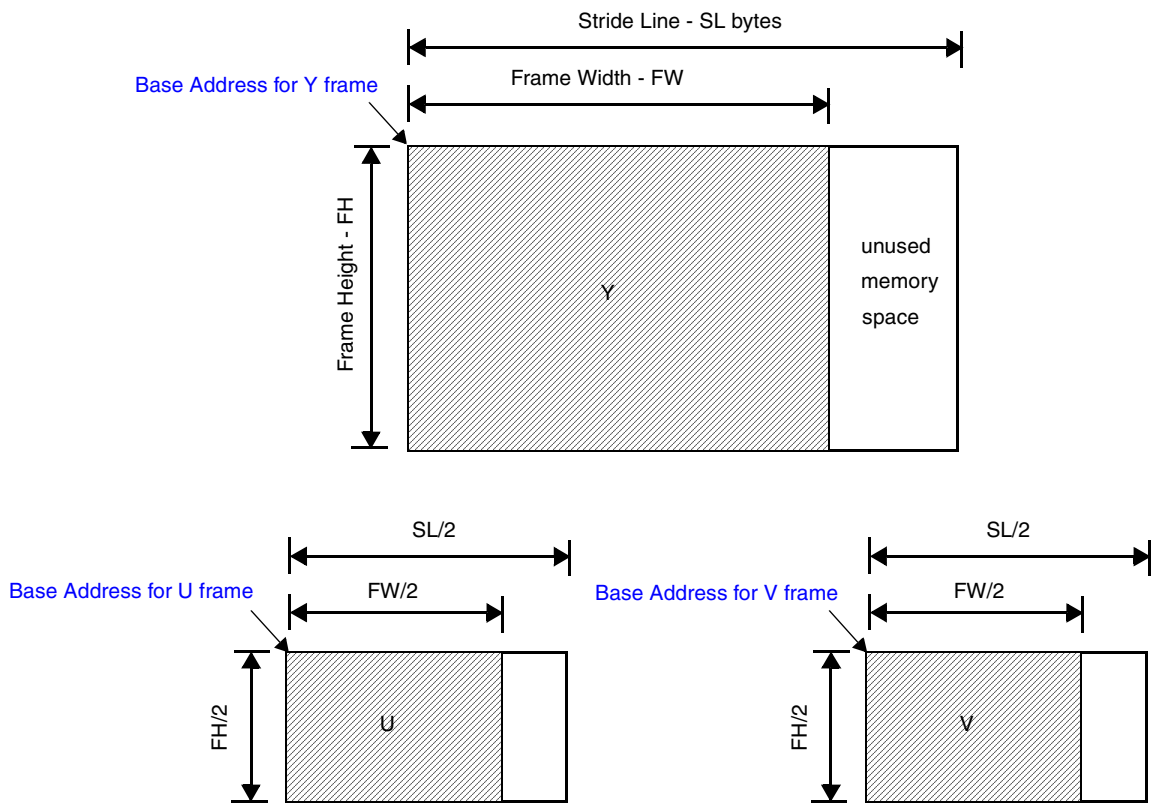 Stride Line - SL bytes
Base Address for Y frame
Frame Width - FW
Frame Height - FH
Y
unused
memory
space
SL/2
SL/2
Base Address for U frame
FW/2
Base Address for V frame
FW/2
FH/2
U
FH/2
V